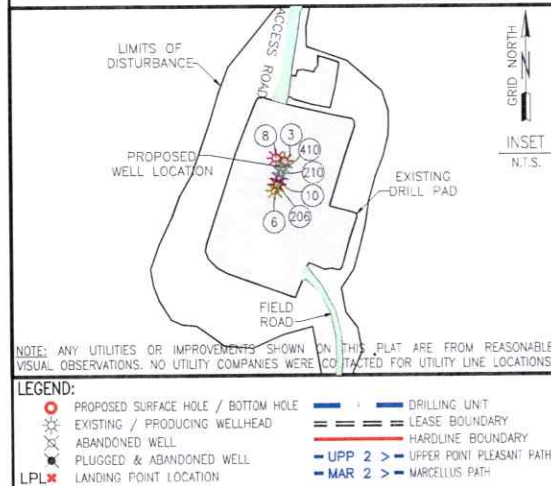 LIMITS OF
DISTURBANCE
ACCESS ROAD
GRID NORTH
N
INSET
N.T.S.
8
3
410
PROPOSED
WELL LOCATION
210
EXISTING
DRILL PAD
10
206
6
FIELD
ROAD
NOTE: ANY UTILITIES OR IMPROVEMENTS SHOWN ON THIS PLAT ARE FROM REASONABLE
VISUAL OBSERVATIONS. NO UTILITY COMPANIES WERE CONTACTED FOR UTILITY LINE LOCATIONS
LEGEND:
PROPOSED SURFACE HOLE / BOTTOM HOLE
EXISTING / PRODUCING WELLHEAD
ABANDONED WELL
PLUGGED & ABANDONED WELL
LPL LANDING POINT LOCATION
DRILLING UNIT
LEASE BOUNDARY
HARDLINE BOUNDARY
UPP 2 > UPPER POINT PLEASANT PATH
MAR 2 > MARCELLUS PATH